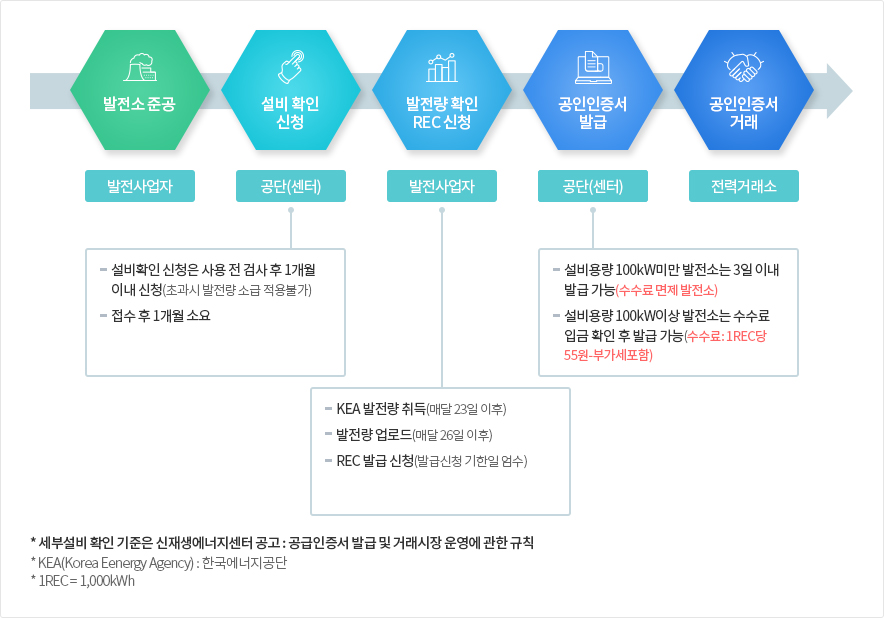 발전소 준공
설비 확인
신청
발전량 확인
REC 신청
공인인증서
발급
공인인증서
거래
발전사업자
공단(센터)
발전사업자
공단(센터)
전력거래소
설비확인 신청은 사용 전 검사 후 1개월
이내 신청(초과시 발전량 소급 적용불가)
접수 후 1개월 소요
설비용량 100kW미만 발전소는 3일 이내
발급 가능(수수료 면제 발전소)
설비용량 100kW이상 발전소는 수수료
입금 확인 후 발급 가능(수수료: 1REC당
55원-부가세포함)
KEA 발전량 취득(매달 23일 이후)
발전량 업로드(매달 26일 이후)
REC 발급 신청(발급신청 기한일 엄수)
* 세부설비 확인 기준은 신재생에너지센터 공고 : 공급인증서 발급 및 거래시장 운영에 관한 규칙
* KEA(Korea Eenergy Agency) : 한국에너지공단
* 1REC = 1,000kWh